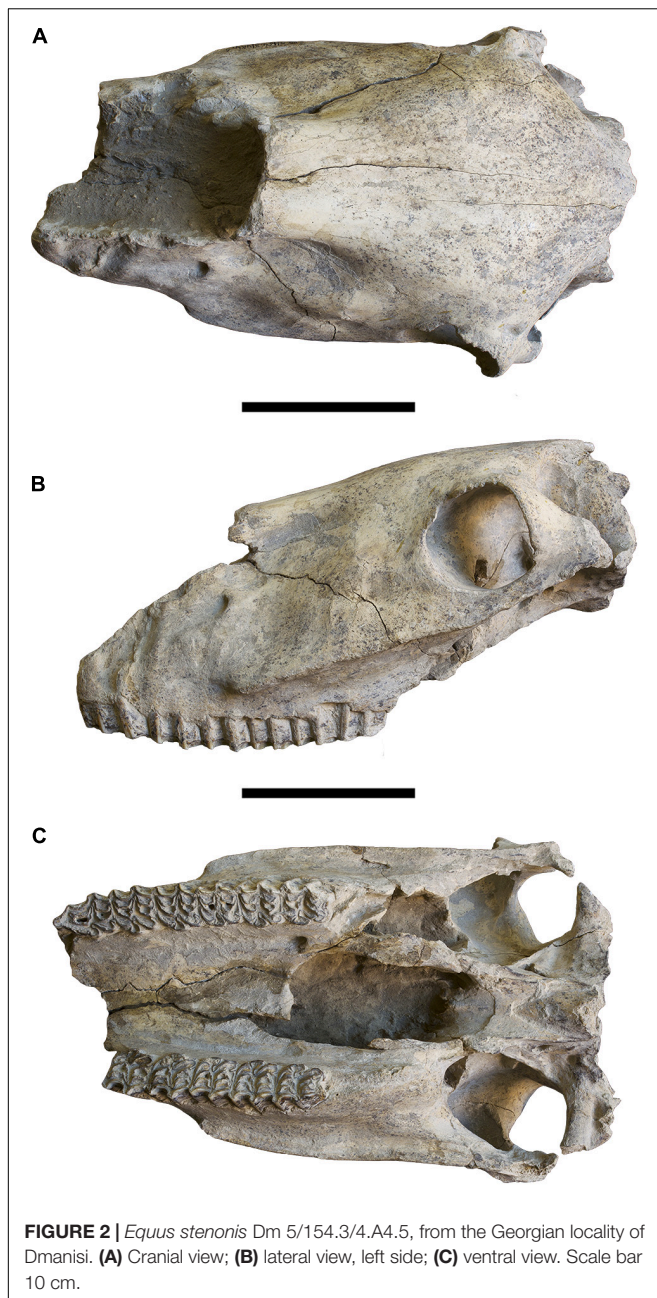 A
B
C
FIGURE 2 | Equus stenonis Dm 5/154.3/4.A4.5, from the Georgian locality of
Dmanisi. (A) Cranial view; (B) lateral view, left side; (C) ventral view. Scale bar
10 cm.